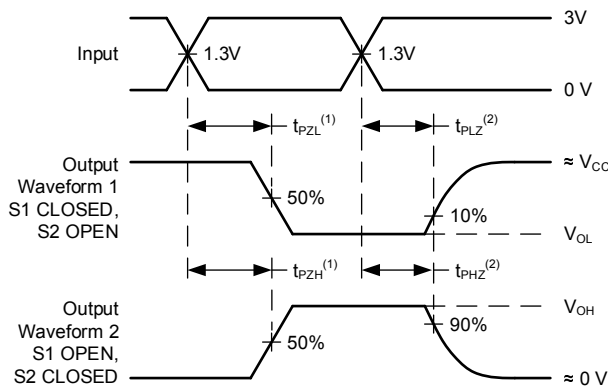 3V
Input
1.3V 1.3V
0 V
tPZL(1) tPLZ(2)
Output
Waveform 1
S1 CLOSED,
S2 OPEN
≈ VCC
50%
10%
VOL
tPZH(1) tPHZ(2)
Output
Waveform 2
S1 OPEN,
S2 CLOSED
VOH
50%
90%
≈ 0 V